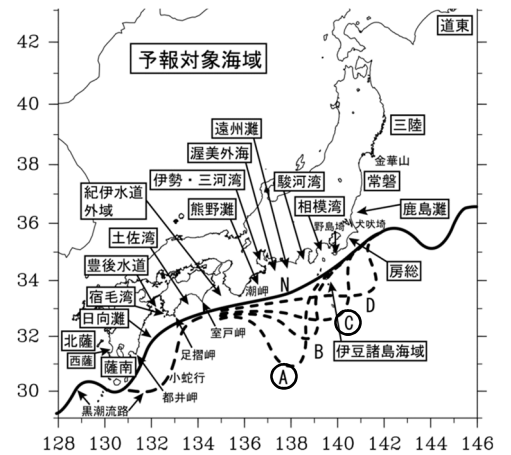 42
40
38
36
34
32
30
128
130
132
134
136
138
140
142
144
146
予報対象海域
道東
三陸
金華山
常磐
鹿島灘
犬吠埼
房総
遠州灘
渥美外海
伊勢・三河湾
駿河湾
熊野灘
相模湾
野島埼
紀伊水道
外域
土佐湾
豊後水道
宿毛湾
日向灘
北薩
西薩
薩南
潮岬
室戸岬
足摺岬
小蛇行
都井岬
黒潮流路
N
A
B
C
D
伊豆諸島海域